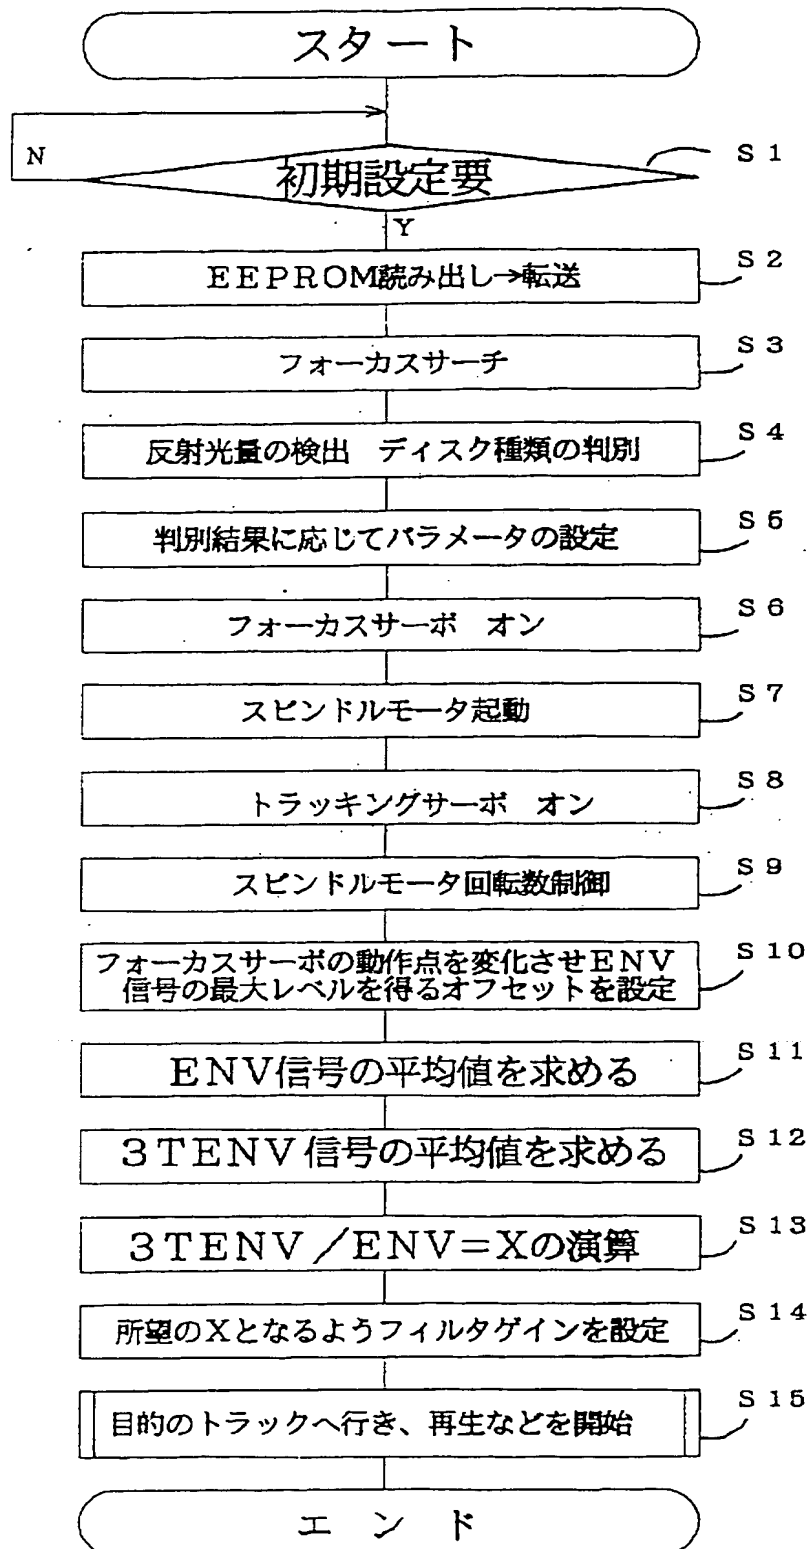 スタート
N
初期設定要
S1
Y
EEPROM読み出し→転送
S2
フォーカスサーチ
S3
反射光量の検出　ディスク種類の判別
S4
判別結果に応じてパラメータの設定
S5
フォーカスサーボ　オン
S6
スピンドルモータ起動
S7
トラッキングサーボ　オン
S8
スピンドルモータ回転数制御
S9
フォーカスサーボの動作点を変化させENV
信号の最大レベルを得るオフセットを設定
S10
ENV信号の平均値を求める
S11
3TENV信号の平均値を求める
S12
3TENV／ENV=Xの演算
S13
所望のXとなるようフィルタゲインを設定
S14
目的のトラックへ行き、再生などを開始
S15
エンド